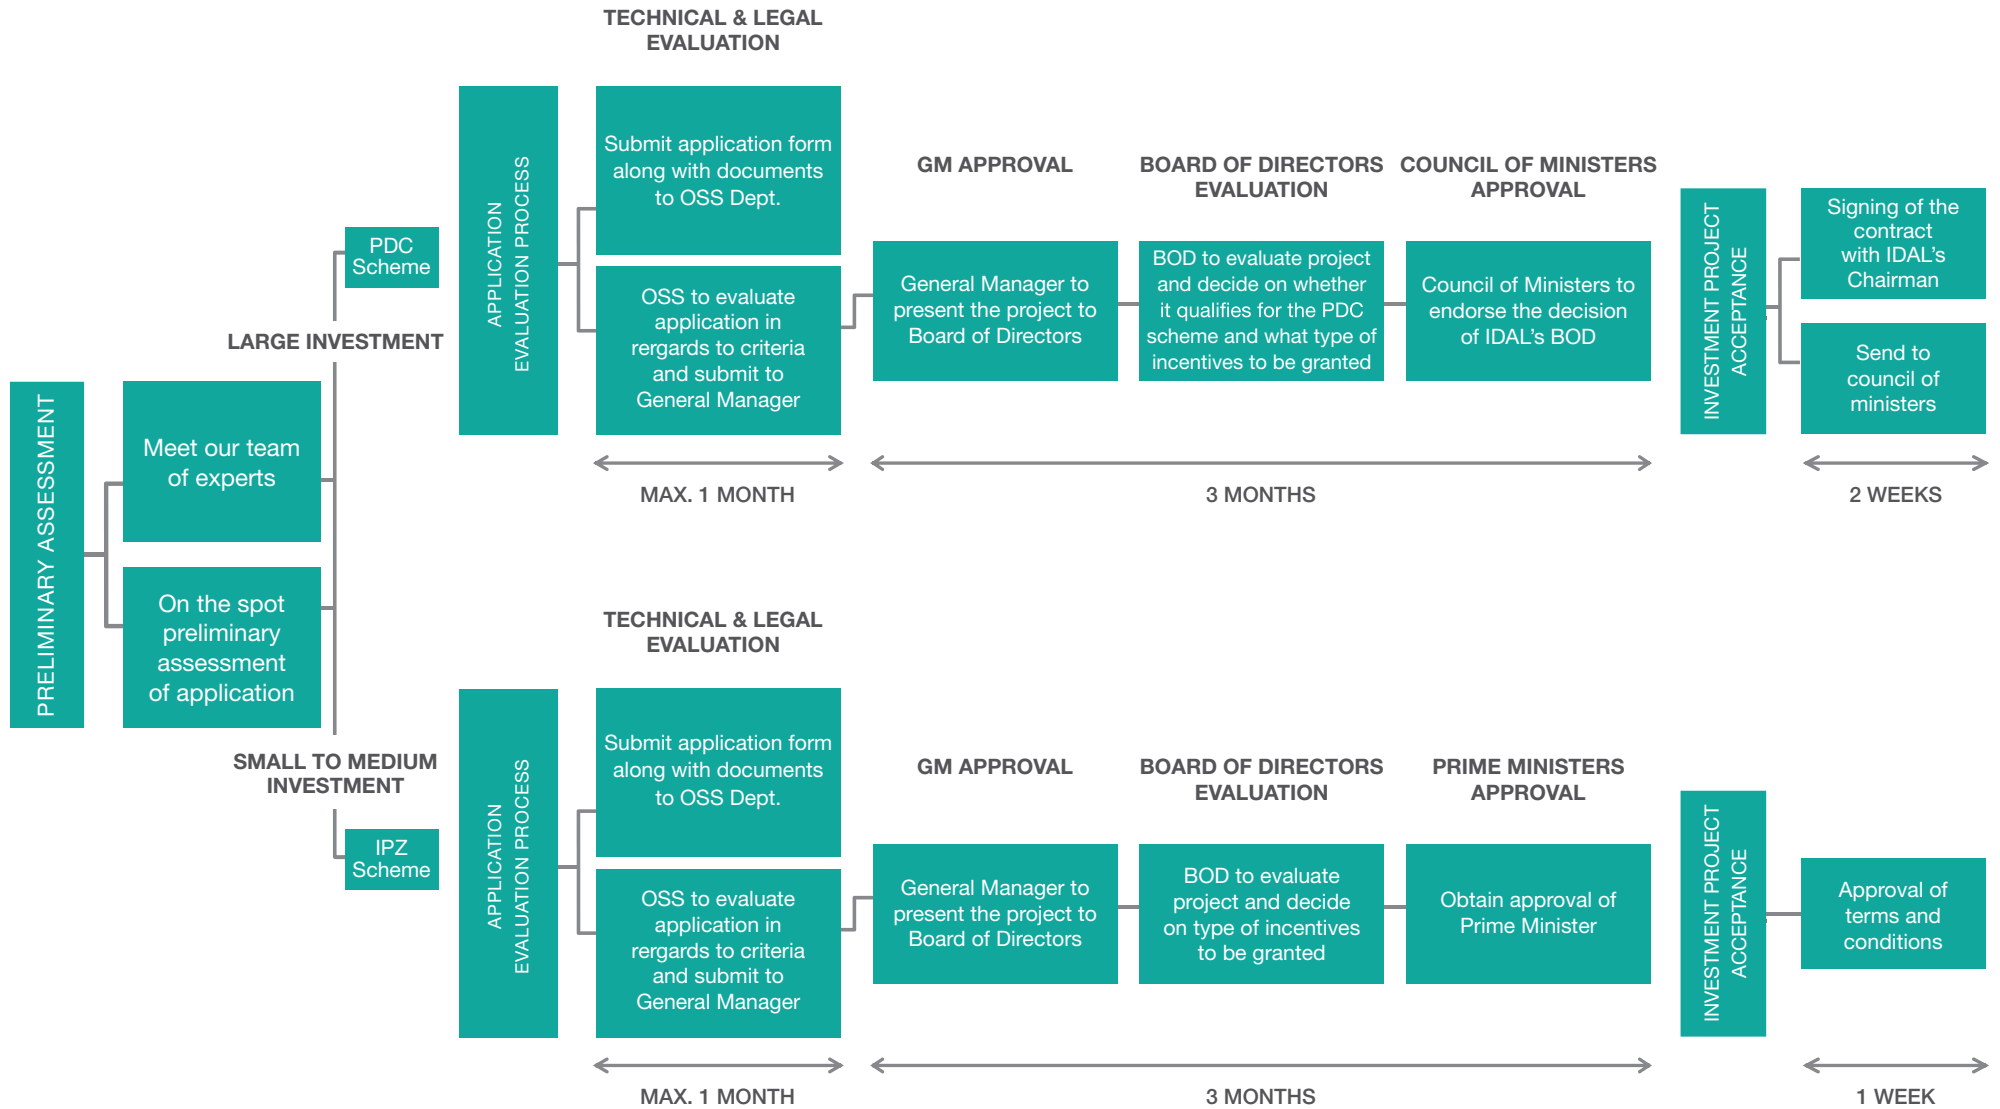 PRELIMINARY ASSESSMENT
Meet our team
of experts
On the spot
preliminary
assessment
of application
LARGE INVESTMENT
PDC
Scheme
APPLICATION
EVALUATION PROCESS
TECHNICAL & LEGAL
EVALUATION
Submit application form
along with documents
to OSS Dept.
OSS to evaluate
application in
rergards to criteria
and submit to
General Manager
MAX. 1 MONTH
GM APPROVAL
General Manager to
present the project to
Board of Directors
BOARD OF DIRECTORS
EVALUATION
BOD to evaluate project
and decide on whether
it qualifies for the PDC
scheme and what type of
incentives to be granted
COUNCIL OF MINISTERS
APPROVAL
Council of Ministers to
endorse the decision
of IDAL's BOD
3 MONTHS
INVESTMENT PROJECT
ACCEPTANCE
Signing of the
contract
with IDAL's
Chairman
Send to
council of
ministers
2 WEEKS
SMALL TO MEDIUM
INVESTMENT
IPZ
Scheme
APPLICATION
EVALUATION PROCESS
TECHNICAL & LEGAL
EVALUATION
Submit application form
along with documents
to OSS Dept.
OSS to evaluate
application in
rergards to criteria
and submit to
General Manager
MAX. 1 MONTH
GM APPROVAL
General Manager to
present the project to
Board of Directors
BOARD OF DIRECTORS
EVALUATION
BOD to evaluate
project and decide
on type of incentives
to be granted
PRIME MINISTERS
APPROVAL
Obtain approval of
Prime Minister
3 MONTHS
INVESTMENT PROJECT
ACCEPTANCE
Approval of
terms and
conditions
1 WEEK